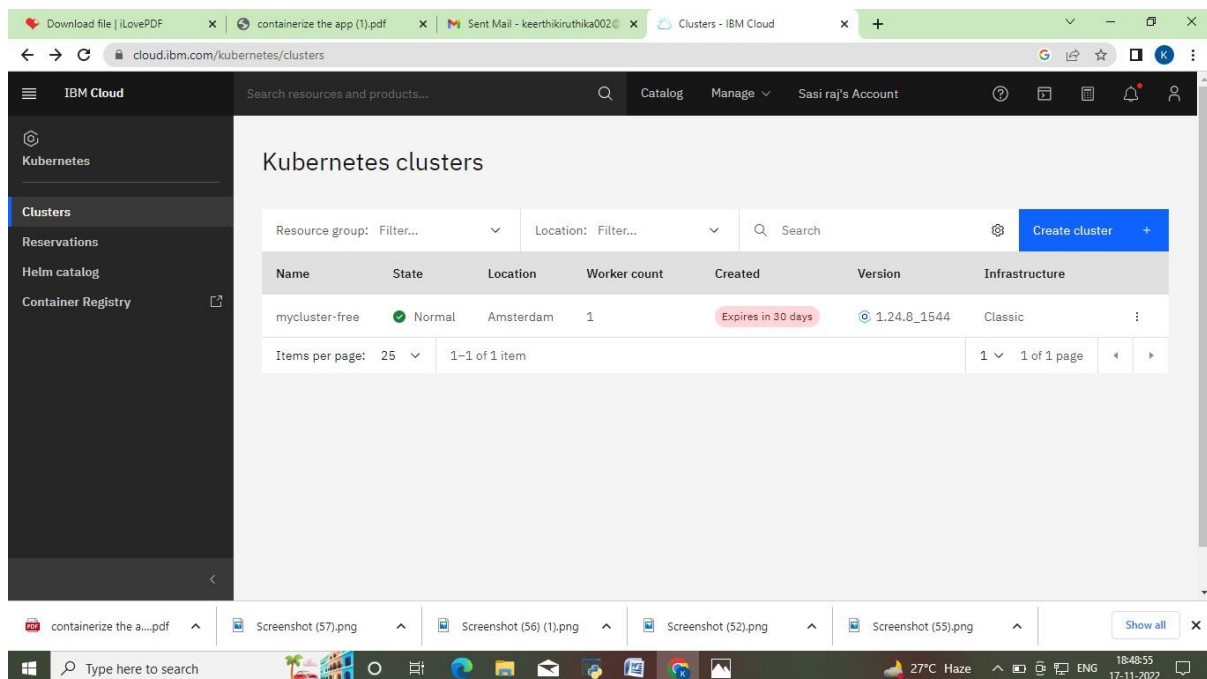 Download file | iLovePDF
containerize the app (1).pdf
Sent Mail - keerthikiruthika002@
Clusters - IBM Cloud
cloud.ibm.com/kubernetes/clusters
G
K
IBM Cloud
Search resources and products...
Catalog
Manage
Sasi raj's Account
Kubernetes
Clusters
Reservations
Helm catalog
Container Registry
Kubernetes clusters
Resource group: Filter...
Location: Filter...
Search
Create cluster +
Name State Location Worker count Created Version Infrastructure
mycluster-free Normal Amsterdam 1 Expires in 30 days 1.24.8_1544 Classic
Items per page: 25 1–1 of 1 item 1 1 of 1 page
containerize the a....pdf
Screenshot (57).png
Screenshot (56) (1).png
Screenshot (52).png
Screenshot (55).png
Show all
Type here to search
27°C Haze
ENG
18:48:55
17-11-2022